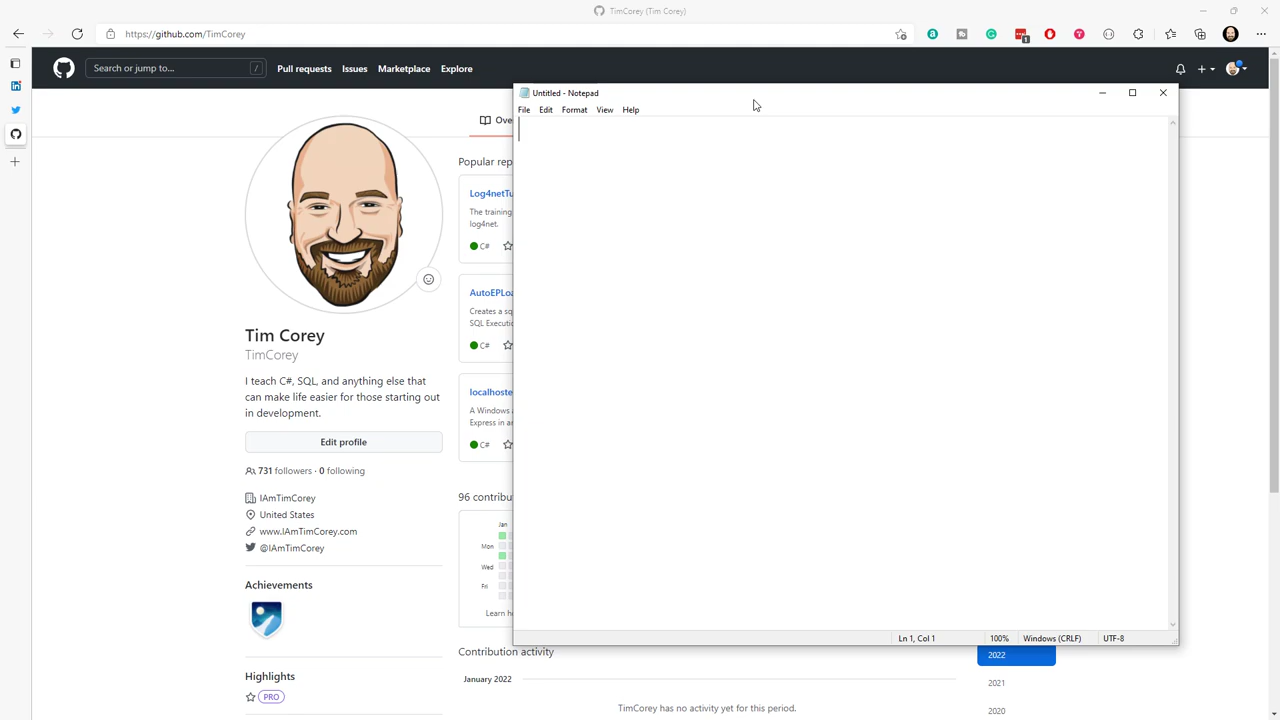 TimCorey (Tim Corey)
https://github.com/TimCorey
1
Search or jump to... /
Pull requests Issues Marketplace Explore
Untitled - Notepad
File Edit Format View Help
Ove
Popular rep
Log4netTu
The training
log4net.
C#
AutoEPLoa
Creates a sq
SQL Execution
C#
localhoste
A Windows a
Express in ar
C#
Tim Corey
TimCorey
I teach C#, SQL, and anything else that
can make life easier for those starting out
in development.
Edit profile
731 followers · 0 following
IAmTimCorey
United States
www.IAmTimCorey.com
@IAmTimCorey
Achievements
Highlights
PRO
96 contribu
Jan
Mon
Wed
Fri
Learn ho
Ln 1, Col 1 100% Windows (CRLF) UTF-8
Contribution activity
January 2022
TimCorey has no activity yet for this period.
2022
2021
2020